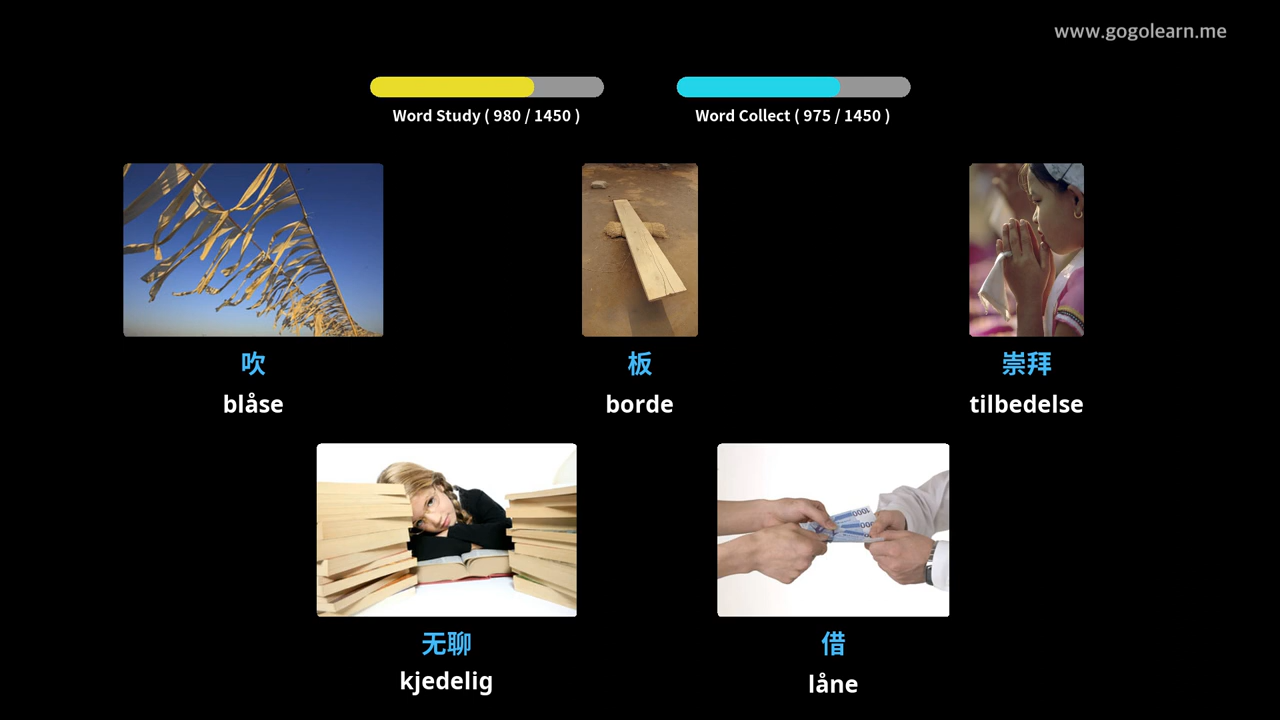 www.gogolearn.me
Word Study ( 980 / 1450 )
Word Collect ( 975 / 1450 )
吹
板
崇拜
blåse
borde
tilbedelse
1000
无聊
借
kjedelig
låne